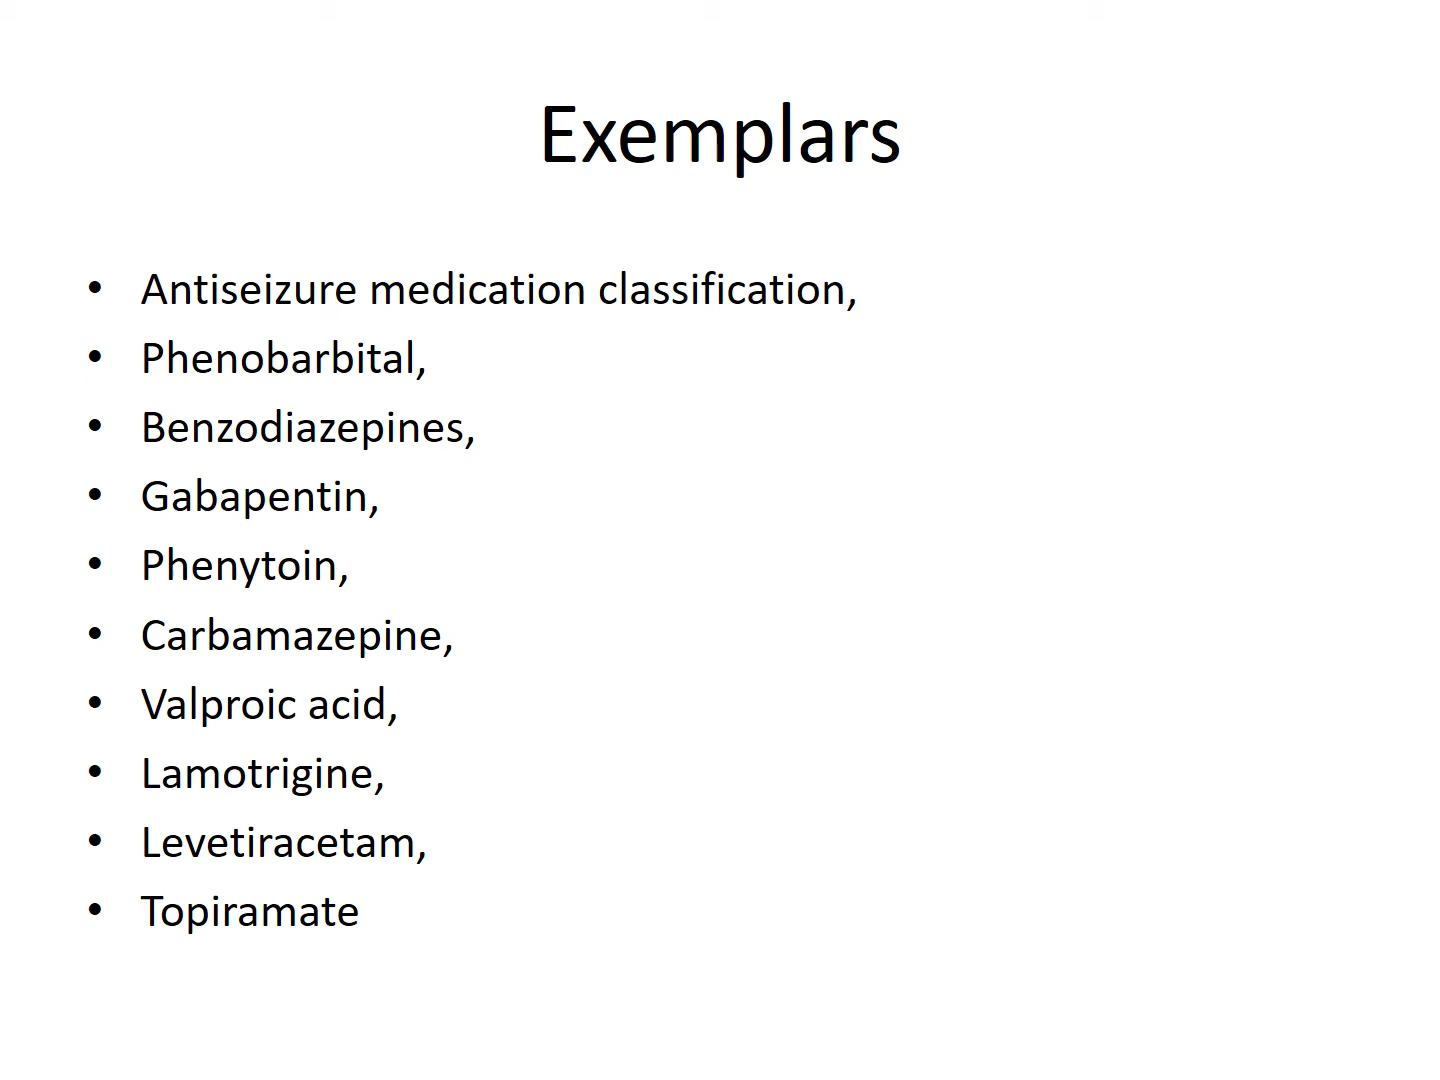 Exemplars
• Antiseizure medication classification,
• Phenobarbital,
• Benzodiazepines,
• Gabapentin,
• Phenytoin,
• Carbamazepine,
• Valproic acid,
• Lamotrigine,
• Levetiracetam,
• Topiramate